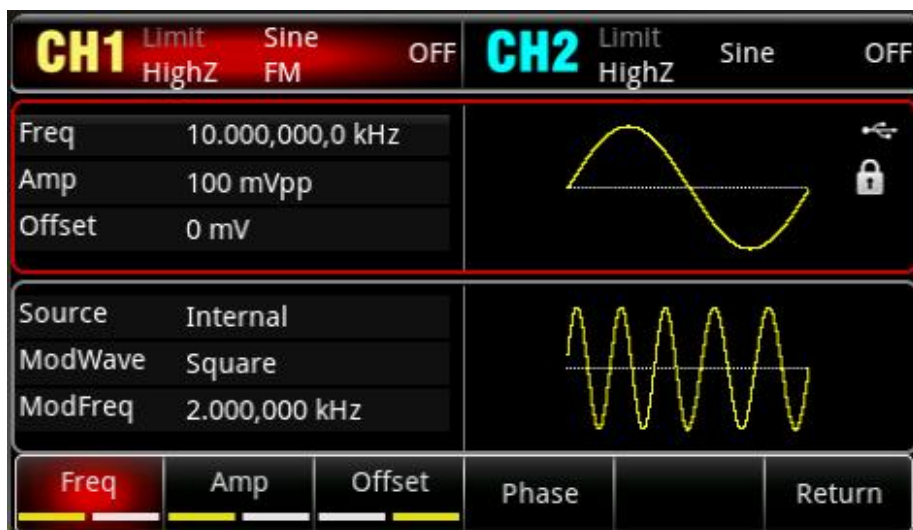 CH1 Limit Sine OFF CH2 Limit Sine OFF
HighZ FM HighZ
Freq 10.000,000,0 kHz
Amp 100 mVpp
Offset 0 mV
Source Internal
ModWave Square
ModFreq 2.000,000 kHz
Freq Amp Offset Phase Return